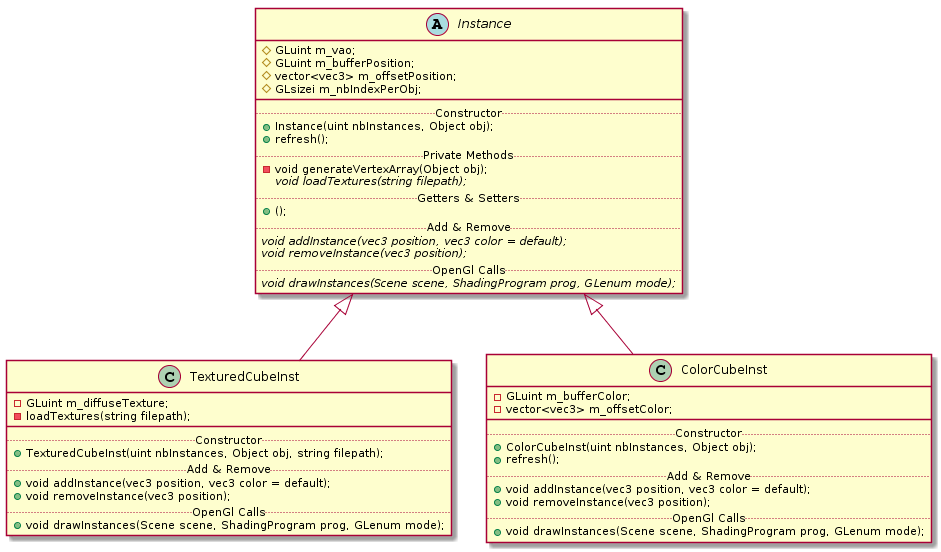 A Instance
GLuint m_vao;
GLuint m_bufferPosition;
vector<vec3> m_offsetPosition;
GLsizei m_nbIndexPerObj;
Constructor
Instance(uint nbInstances, Object obj);
refresh();
Private Methods
void generateVertexArray(Object obj);
void loadTextures(string filepath);
Getters & Setters
();
Add & Remove
void addInstance(vec3 position, vec3 color = default);
void removeInstance(vec3 position);
OpenGl Calls
void drawInstances(Scene scene, ShadingProgram prog, GLenum mode);
C TexturedCubeInst
GLuint m_diffuseTexture;
loadTextures(string filepath);
Constructor
TexturedCubeInst(uint nbInstances, Object obj, string filepath);
Add & Remove
void addInstance(vec3 position, vec3 color = default);
void removeInstance(vec3 position);
OpenGl Calls
void drawInstances(Scene scene, ShadingProgram prog, GLenum mode);
C ColorCubeInst
GLuint m_bufferColor;
vector<vec3> m_offsetColor;
Constructor
ColorCubeInst(uint nbInstances, Object obj);
refresh();
Add & Remove
void addInstance(vec3 position, vec3 color = default);
void removeInstance(vec3 position);
OpenGl Calls
void drawInstances(Scene scene, ShadingProgram prog, GLenum mode);